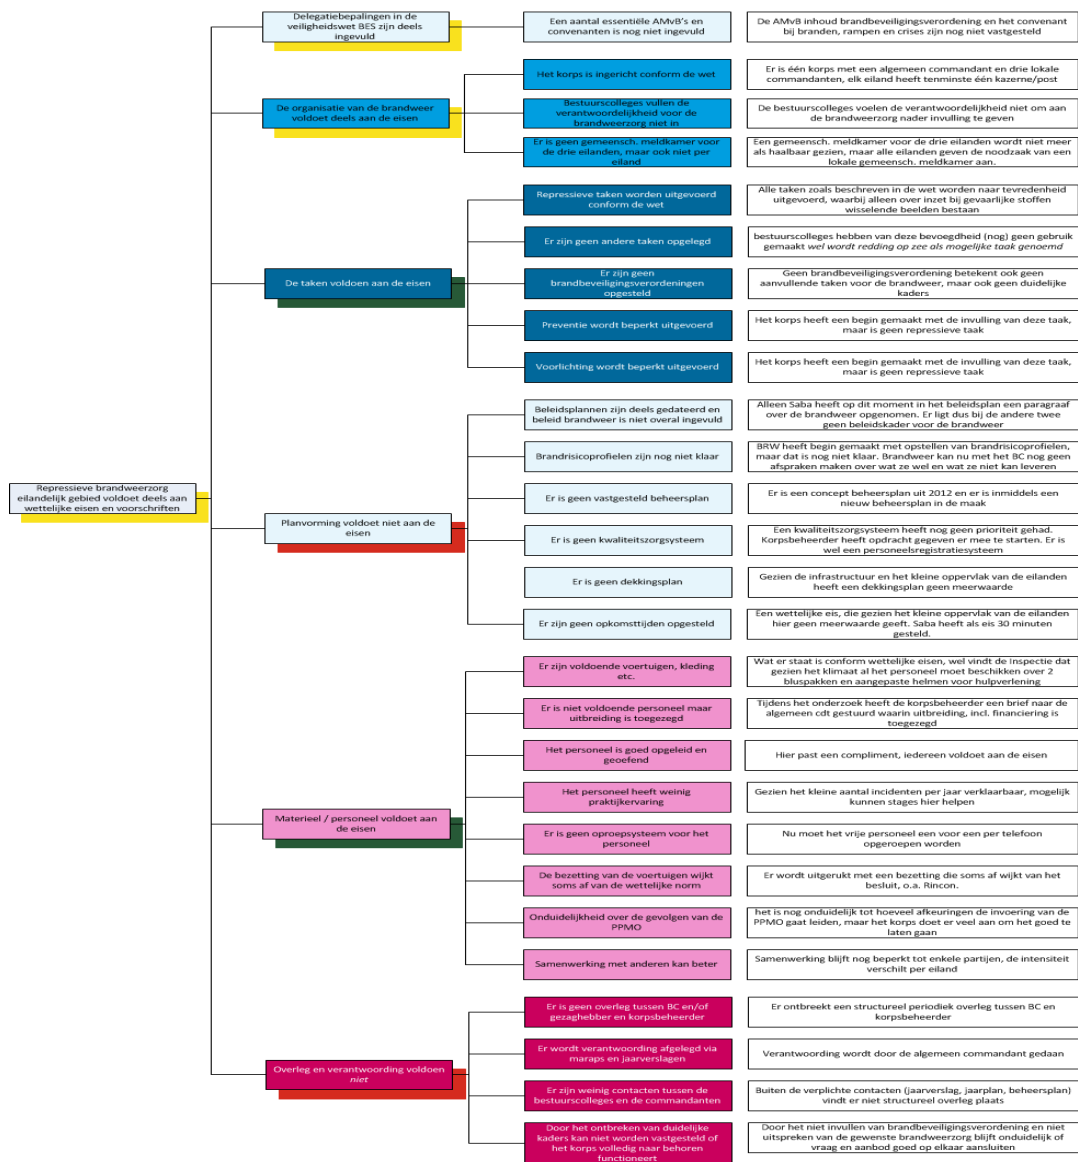 Repressieve brandweerzorg
eilandelijk gebied voldoet deels aan
wettelijke eisen en voorschriften
Delegatiebepalingen in de
veiligheidswet BES zijn deels
ingevuld
Een aantal essentiële AMvB's en
convenanten is nog niet ingevuld
De AMvB inhoud brandbeveiligingsverordening en het convenant
bij branden, rampen en crises zijn nog niet vastgesteld
De organisatie van de brandweer
voldoet deels aan de eisen
Het korps is ingericht conform de wet
Er is één korps met een algemeen commandant en drie lokale
commandanten, elk eiland heeft tenminste één kazerne/post
Bestuurscolleges vullen de
verantwoordelijkheid voor de
brandweerzorg niet in
De bestuurscolleges voelen de verantwoordelijkheid niet om aan
de brandweerzorg nader invulling te geven
Er is geen gemeensch. meldkamer voor
de drie eilanden, maar ook niet per
eiland
Een gemensch. meldkamer voor de drie eilanden wordt niet meer
als haalbaar gezien, maar alle eilanden geven de noodzaak van een
lokale gemeensch. meldkamer aan.
De taken voldoen aan de eisen
Repressieve taken worden uitgevoerd
conform de wet
Alle taken zoals beschreven in de wet worden naar tevredenheid
uitgevoerd, waarbij alleen over inzet bij gevaarlijke stoffen
wisselende beelden bestaan
Er zijn geen andere taken opgelegd
bestuurscolleges hebben van deze bevoegdheid (nog) geen gebruik
gemaakt wel wordt redding op zee als mogelijke taak genoemd
Er zijn geen
brandbeveiligingsverordeningen
opgesteld
Geen brandbeveiligingsverordening betekent ook geen
aanvullende taken voor de brandweer, maar ook geen duidelijke
kaders
Preventie wordt beperkt uitgevoerd
Het korps heeft een begin gemaakt met de invulling van deze taak,
maar is geen repressieve taak
Voorlichting wordt beperkt uitgevoerd
Het korps heeft een begin gemaakt met de invulling van deze taak,
maar is geen repressieve taak
Planvorming voldoet niet aan de
eisen
Beleidsplannen zijn deels gedateerd en
beleid brandweer is niet overal ingevuld
Alleen Saba heeft op dit moment in het beleidsplan een paragraaf
over de brandweer opgenomen. Er ligt dus bij de andere twee
geen beleidskader voor de brandweer
Brandrisicoprofielen zijn nog niet klaar
BRW heeft begin gemaakt met opstellen van brandrisicoprofielen,
maar dat is nog niet klaar. Brandweer kan nu met het BC nog geen
afspraken maken over wat ze wel en wat ze niet kan leveren
Er is geen vastgesteld beheersplan
Er is een concept beheersplan uit 2012 en er is inmiddels een
nieuw beheersplan in de maak
Er is geen kwaliteitszorgsysteem
Een kwaliteitszorgsysteem heeft nog geen prioriteit gehad.
Korpsbeheerder heeft opdracht gegeven er mee te starten. Er is
wel een personeelsregistratiesysteem
Er is geen dekkingsplan
Gezien de infrastructuur en het kleine oppervlak van de eilanden
heeft een dekkingsplan geen meerwaarde
Er zijn geen opkomsttijden opgesteld
Een wettelijke eis, die gezien het kleine oppervlak van de eilanden
hier geen meerwaarde geeft. Saba heeft als eis 30 minuten
gesteld.
Materieel / personeel voldoet aan
de eisen
Er zijn voldoende voertuigen, kleding
etc.
Wat er staat is conform wettelijke eisen, wel vindt de Inspectie dat
gezien het klimaat al het personeel moet beschikken over 2
bluspakken en aangepaste helmen voor hulpverlening
Er is niet voldoende personeel maar
uitbreiding is toegezegd
Tijdens het onderzoek heeft de korpsbeheerder een brief naar de
algemeen cdt gestuurd waarin uitbreiding, incl. financiering is
toegezegd
Het personeel is goed opgeleid en
geoefend
Hier past een compliment, iedereen voldoet aan de eisen
Het personeel heeft weinig
praktijkervaring
Gezien het kleine aantal incidenten per jaar verklaarbaar, mogelijk
kunnen stages hier helpen
Er is geen oproepsysteem voor het
personeel
Nu moet het vrije personeel een voor een per telefoon
opgeroepen worden
De bezetting van de voertuigen wijkt
soms af van de wettelijke norm
Er wordt uitgerukt met een bezetting die soms af wijkt van het
besluit, o.a. Rincon.
Onduidelijkheid over de gevolgen van de
PPMO
het is nog onduidelijk tot hoeveel afkeuringen de invoering van de
PPMO gaat leiden, maar het korps doet er veel aan om het goed te
laten gaan
Samenwerking met anderen kan beter
Samenwerking blijft nog beperkt tot enkele partijen, de intensiteit
verschilt per eiland
Overleg en verantwoording voldoen
niet
Er is geen overleg tussen BC en/of
gezaghebber en korpsbeheerder
Er ontbreekt een structureel periodiek overleg tussen BC en
korpsbeheerder
Er wordt verantwoording afgelegd via
maraps en jaarverslagen
Verantwoording wordt door de algemeen commandant gedaan
Er zijn weinig contacten tussen de
bestuurscolleges en de commandanten
Buiten de verplichte contacten (jaarverslag, jaarplan, beheersplan)
vindt er niet structureel overleg plaats
Door het ontbreken van duidelijke
kaders kan niet worden vastgesteld of
het korps volledig naar behoren
functioneert
Door het niet invullen van brandbeveiligingsverordening en niet
uitspreken van de gewenste brandweerzorg blijft onduidelijk of
vraag en aanbod goed op elkaar aansluiten